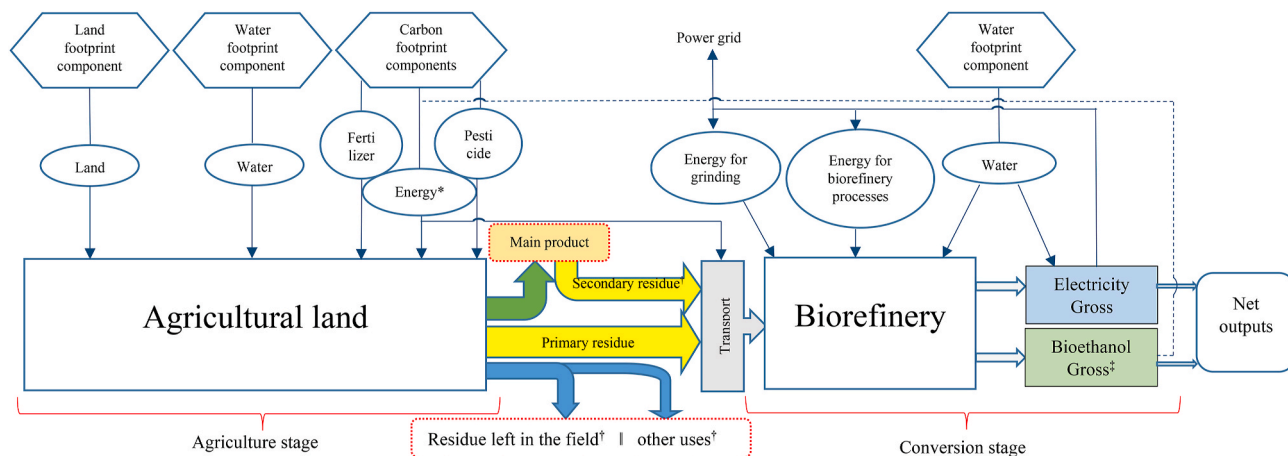 Land
footprint
component
Water
footprint
component
Carbon
footprint
components
Power grid
Water
footprint
component
Ferti
lizer
Pesti
cide
Land
Water
Energy*
Energy for
grinding
Energy for
biorefinery
processes
Water
Main product
Secondary residue†
Primary residue
Agricultural land
Transport
Biorefinery
Electricity
Gross
Bioethanol
Gross‡
Net
outputs
Agriculture stage
Residue left in the field† ‖ other uses†
Conversion stage